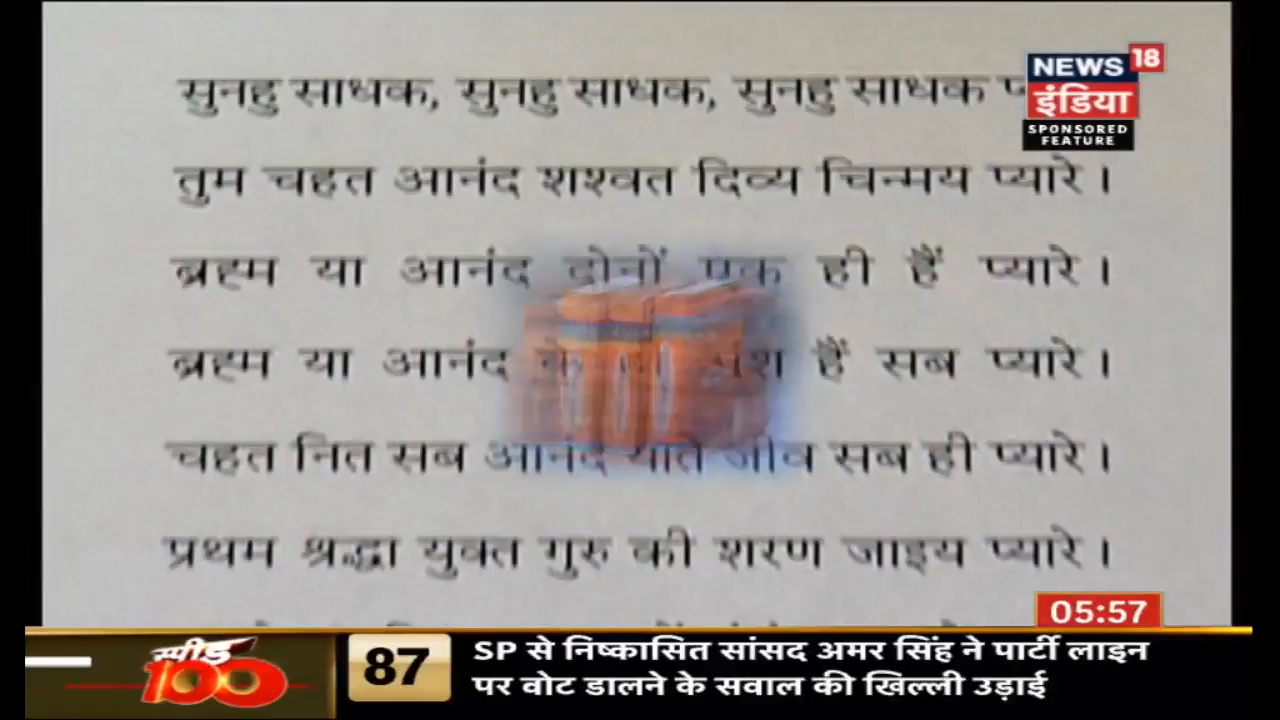 सुनहु साधक, सुनहु साधक, सुनहु साधक
तुम चहत आनंद शश्वत दिव्य चिन्मय प्यारे।
ब्रह्म या आनंद दोनों एक ही हैं प्यारे।
ब्रह्म या आनंद के हैं सब प्यारे।
चहत नित सब आनंद याते जीव सब ही प्यारे।
प्रथम श्रद्धा युक्त गुरु की शरण जाइय प्यारे।
NEWS 18
इंडिया
SPONSORED
FEATURE
05:57
स्पीड
100
87
SP से निष्कासित सांसद अमर सिंह ने पार्टी लाइन
पर वोट डालने के सवाल की खिल्ली उड़ाई